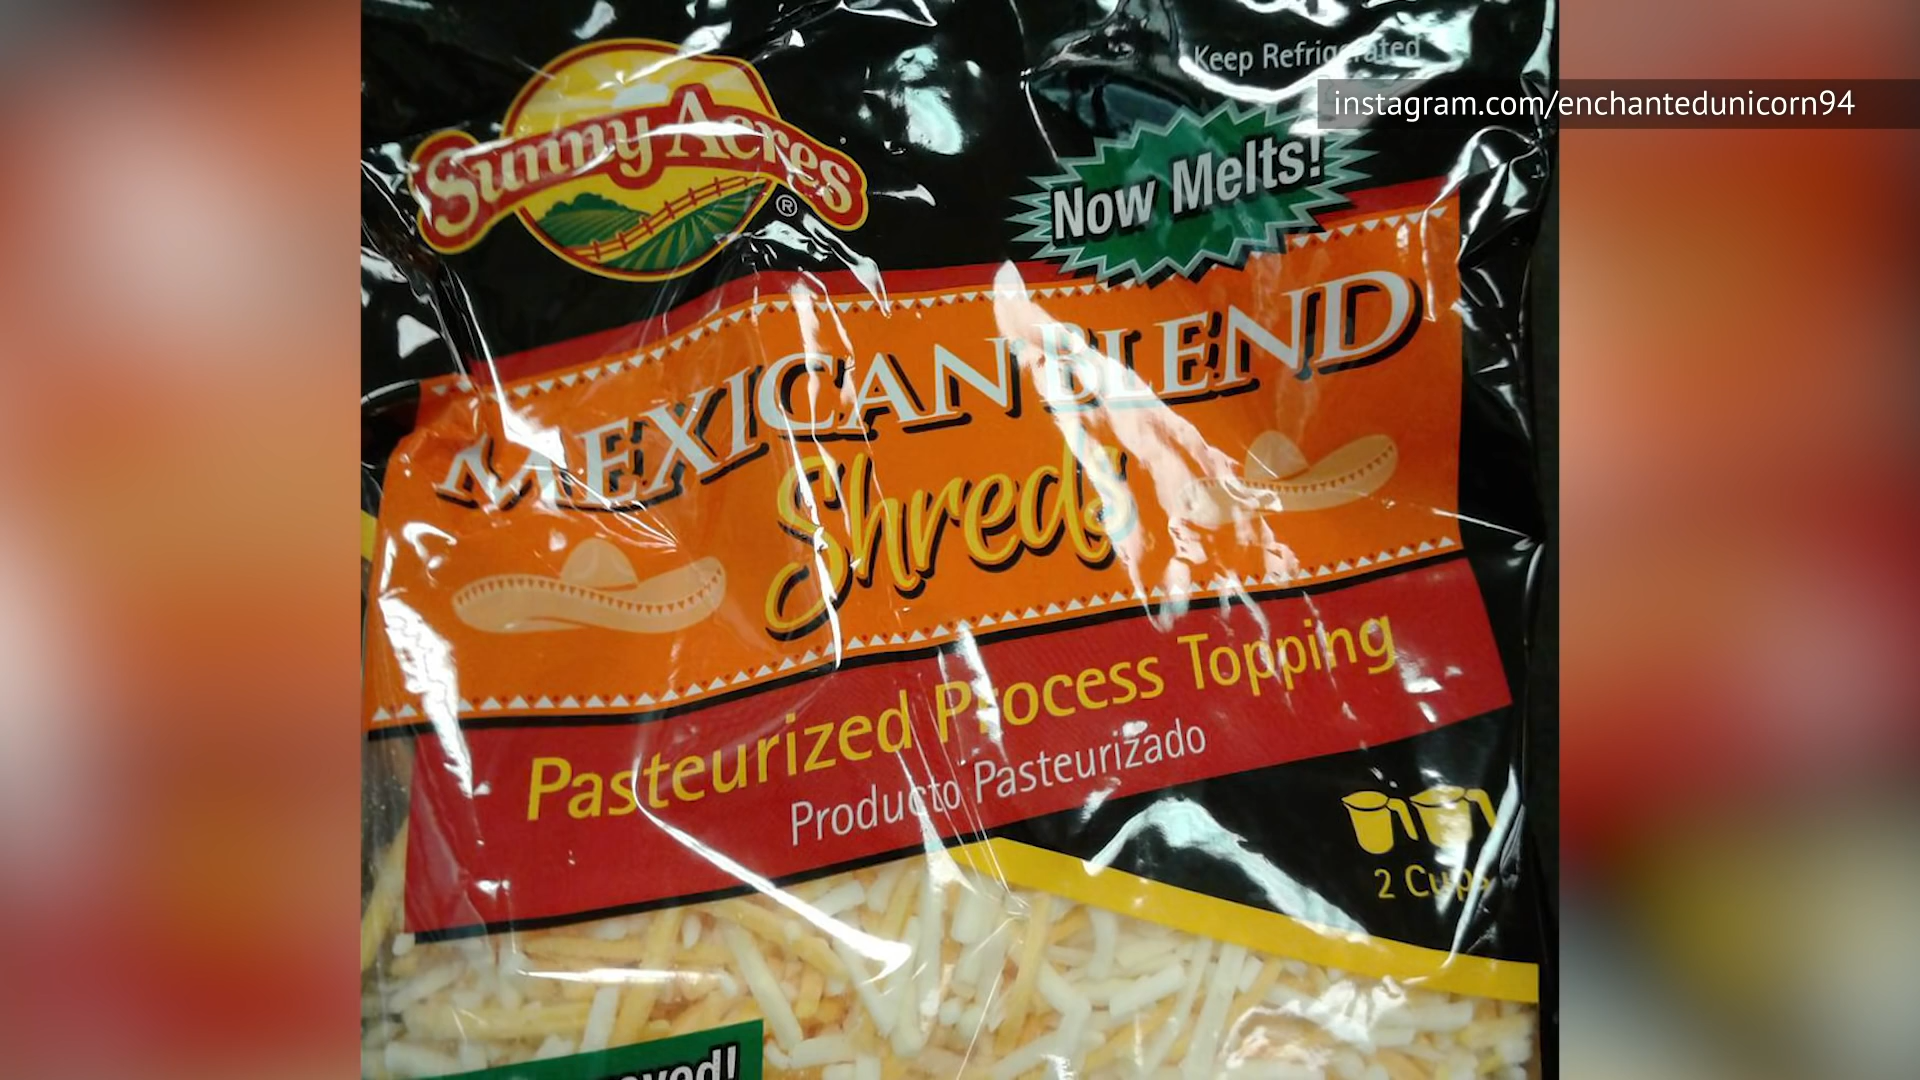 Keep Refrigerated
instagram.com/enchantedunicorn94
Sunny Acres
®
Now Melts!
MEXICAN BLEND
Shreds
Pasteurized Process Topping
Producto Pasteurizado
2 Cups